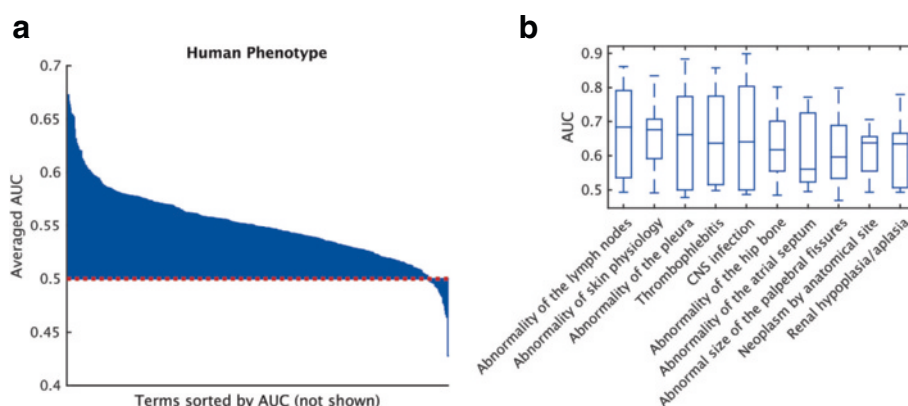 a
Human Phenotype
0.7
0.65
0.6
0.55
0.5
0.45
0.4
Averaged AUC
Terms sorted by AUC (not shown)
b
0.9
0.8
0.7
0.6
0.5
AUC
Abnormality of the lymph nodes
Abnormality of skin physiology
Abnormality of the pleura
Thrombophlebitis
CNS infection
Abnormality of the hip bone
Abnormality of the atrial septum
Abnormal size of the palpebral fissures
Neoplasm by anatomical site
Renal hypoplasia/aplasia